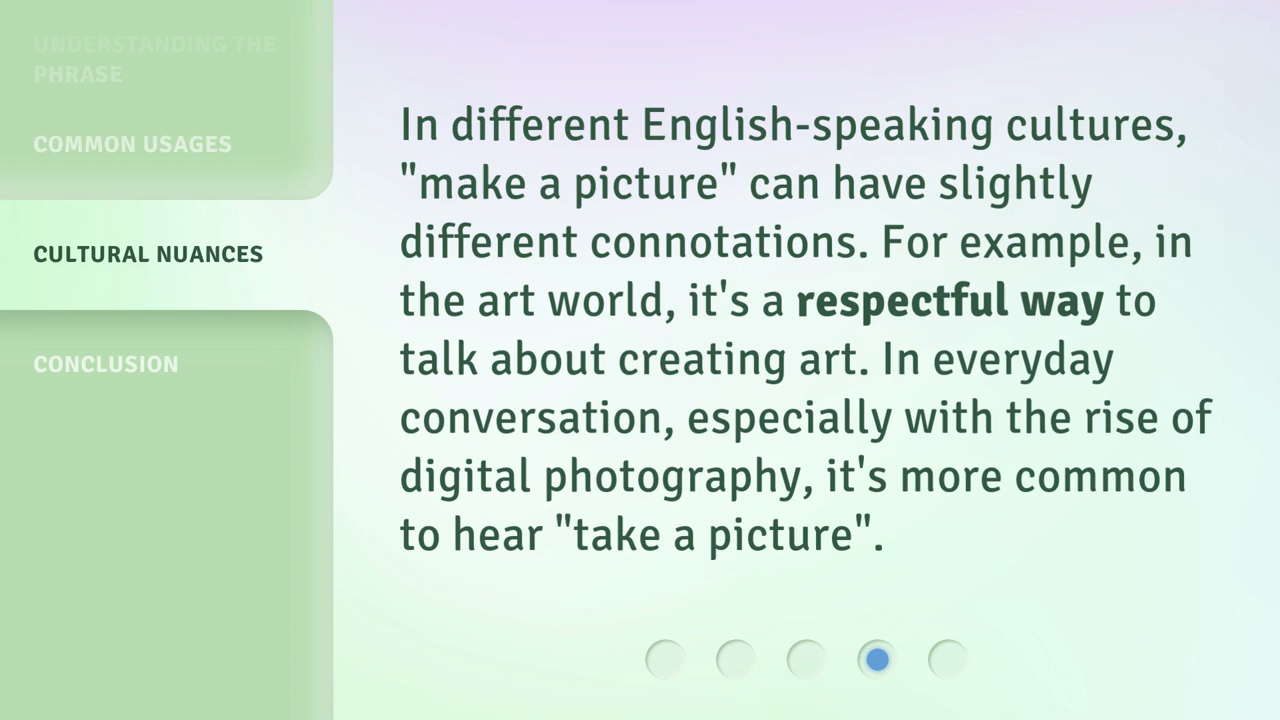 UNDERSTANDING THE
PHRASE
COMMON USAGES
CULTURAL NUANCES
CONCLUSION
In different English-speaking cultures,
"make a picture" can have slightly
different connotations. For example, in
the art world, it's a respectful way to
talk about creating art. In everyday
conversation, especially with the rise of
digital photography, it's more common
to hear "take a picture".